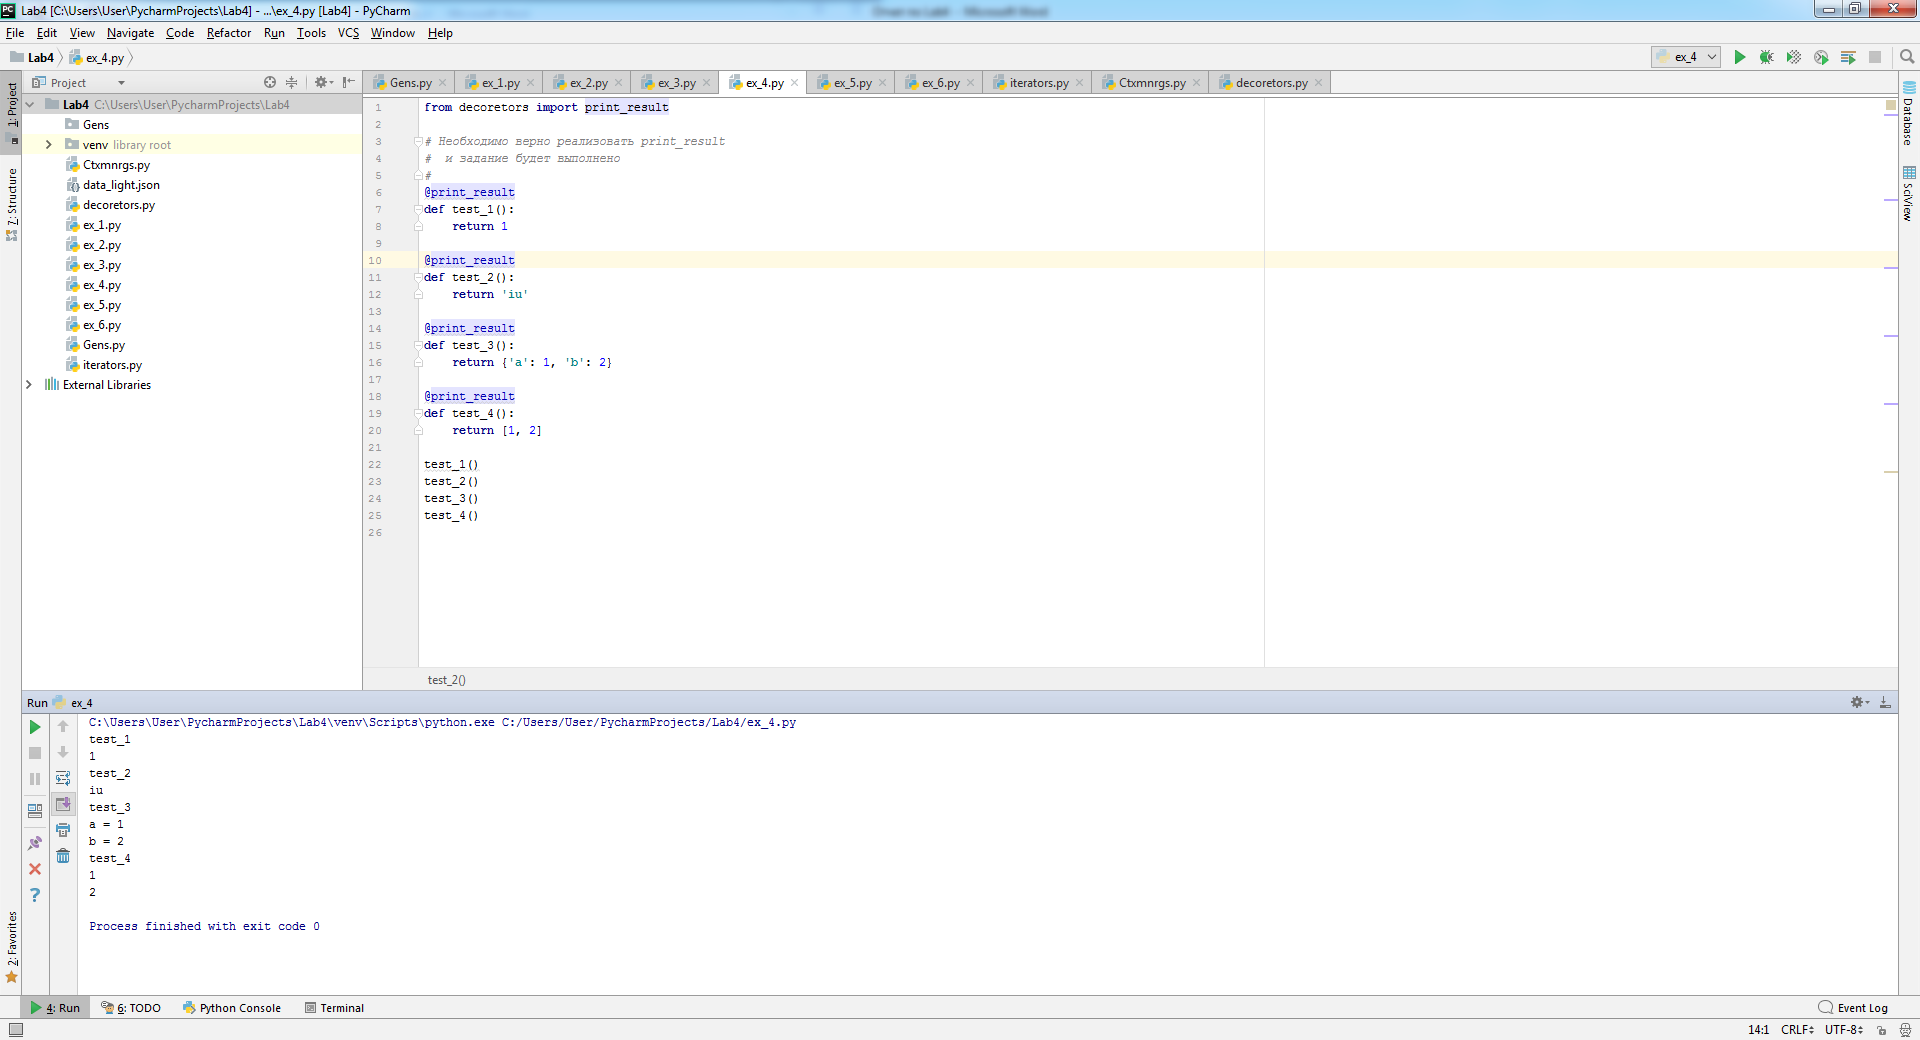 Lab4 [C:\Users\User\PycharmProjects\Lab4] - ...\ex_4.py [Lab4] - PyCharm
File Edit View Navigate Code Refactor Run Tools VCS Window Help
Lab4 ex_4.py
ex_4
Project
Gens.py ex_1.py ex_2.py ex_3.py ex_4.py ex_5.py ex_6.py iterators.py Ctxmnrgs.py decoretors.py
1: Project
7: Structure
2: Favorites
Lab4 C:\Users\User\PycharmProjects\Lab4
Gens
venv library root
Ctxmnrgs.py
data_light.json
decoretors.py
ex_1.py
ex_2.py
ex_3.py
ex_4.py
ex_5.py
ex_6.py
Gens.py
iterators.py
External Libraries
1 from decoretors import print_result
2
3 # Необходимо верно реализовать print_result
4 #  и задание будет выполнено
5 #
6 @print_result
7 def test_1():
8     return 1
9
10 @print_result
11 def test_2():
12     return 'iu'
13
14 @print_result
15 def test_3():
16     return {'a': 1, 'b': 2}
17
18 @print_result
19 def test_4():
20     return [1, 2]
21
22 test_1()
23 test_2()
24 test_3()
25 test_4()
26
test_2()
Database
SciView
Run ex_4
C:\Users\User\PycharmProjects\Lab4\venv\Scripts\python.exe C:/Users/User/PycharmProjects/Lab4/ex_4.py
test_1
1
test_2
iu
test_3
a = 1
b = 2
test_4
1
2
Process finished with exit code 0
4: Run 6: TODO Python Console Terminal Event Log
14:1 CRLF UTF-8